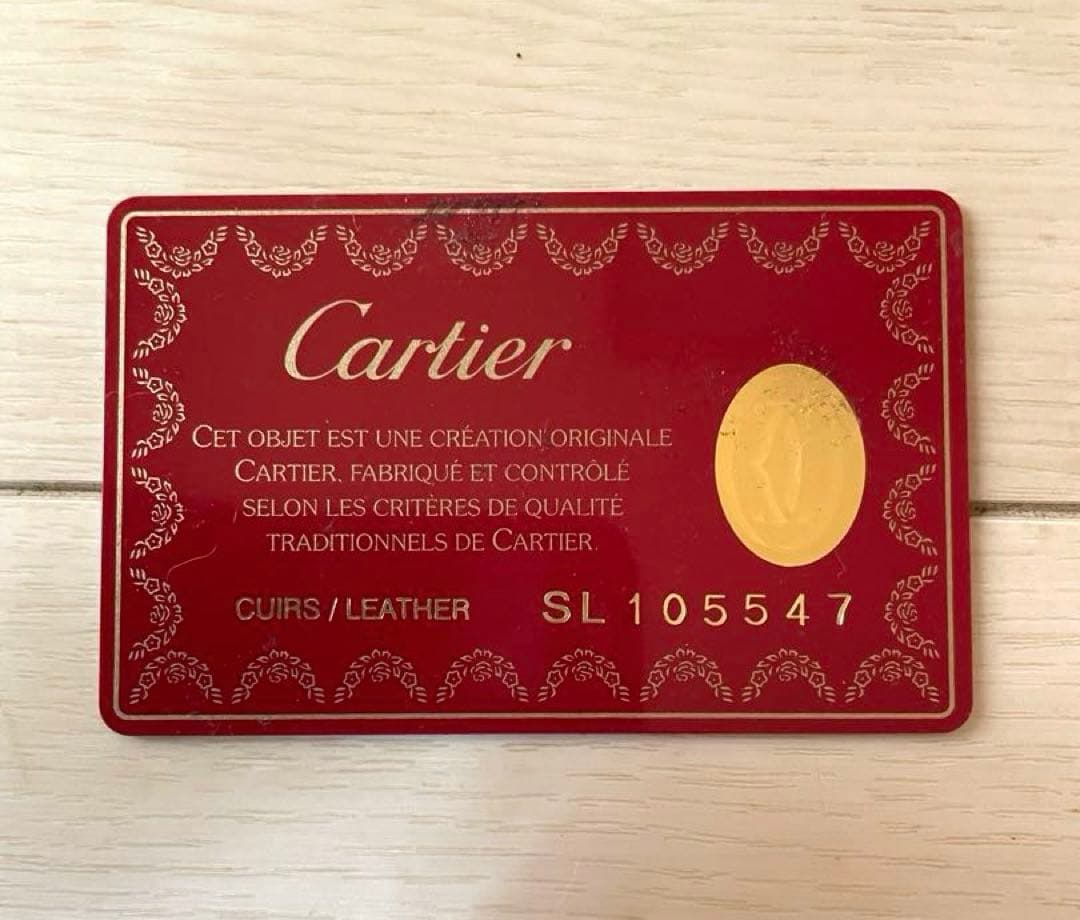 Cartier
CET OBJET EST UNE CRÉATION ORIGINALE
CARTIER, FABRIQUÉ ET CONTRÔLÉ
SELON LES CRITÈRES DE QUALITÉ
TRADITIONNELS DE CARTIER.
CUIRS / LEATHER SL 105547